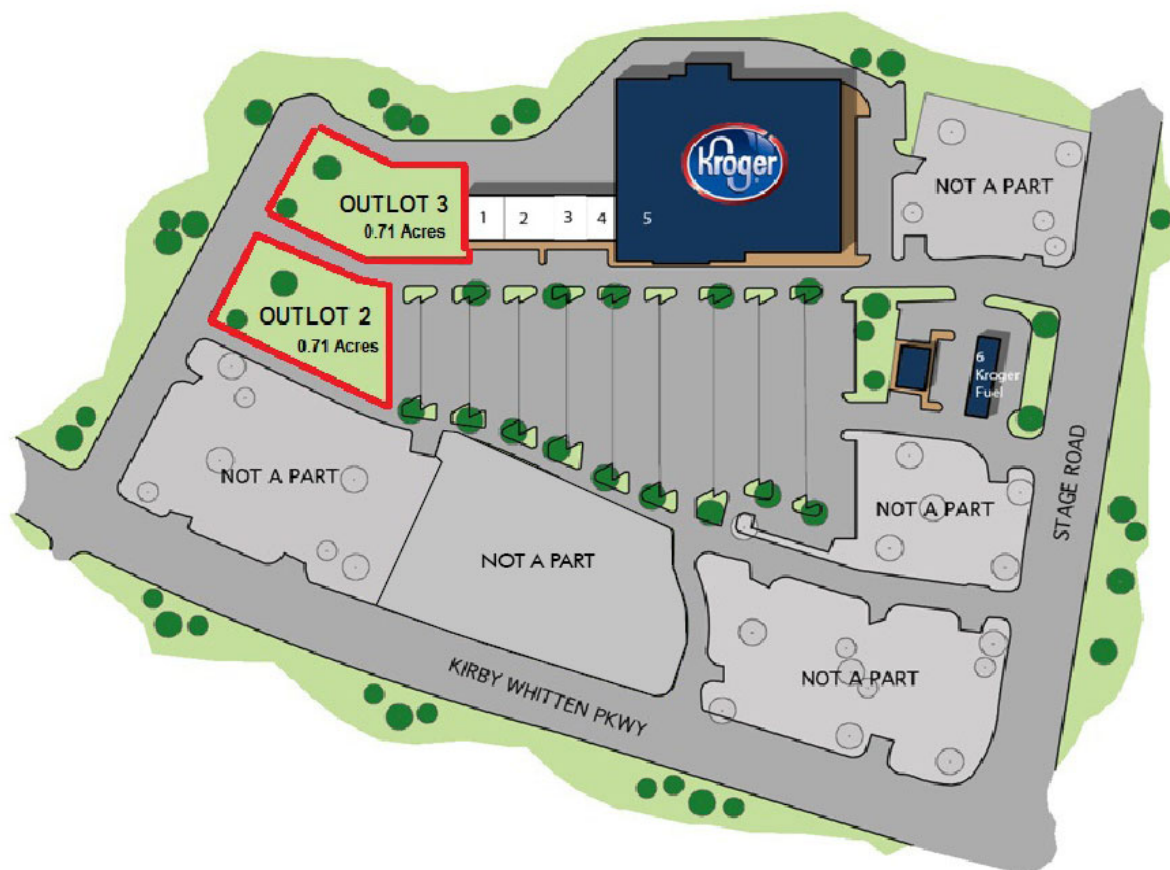 Kroger
NOT A PART
OUTLOT 3
0.71 Acres
1 2 3 4 5
OUTLOT 2
0.71 Acres
6
Kroger
Fuel
NOT A PART
NOT A PART
STAGE ROAD
NOT A PART
NOT A PART
KIRBY WHITTEN PKWY